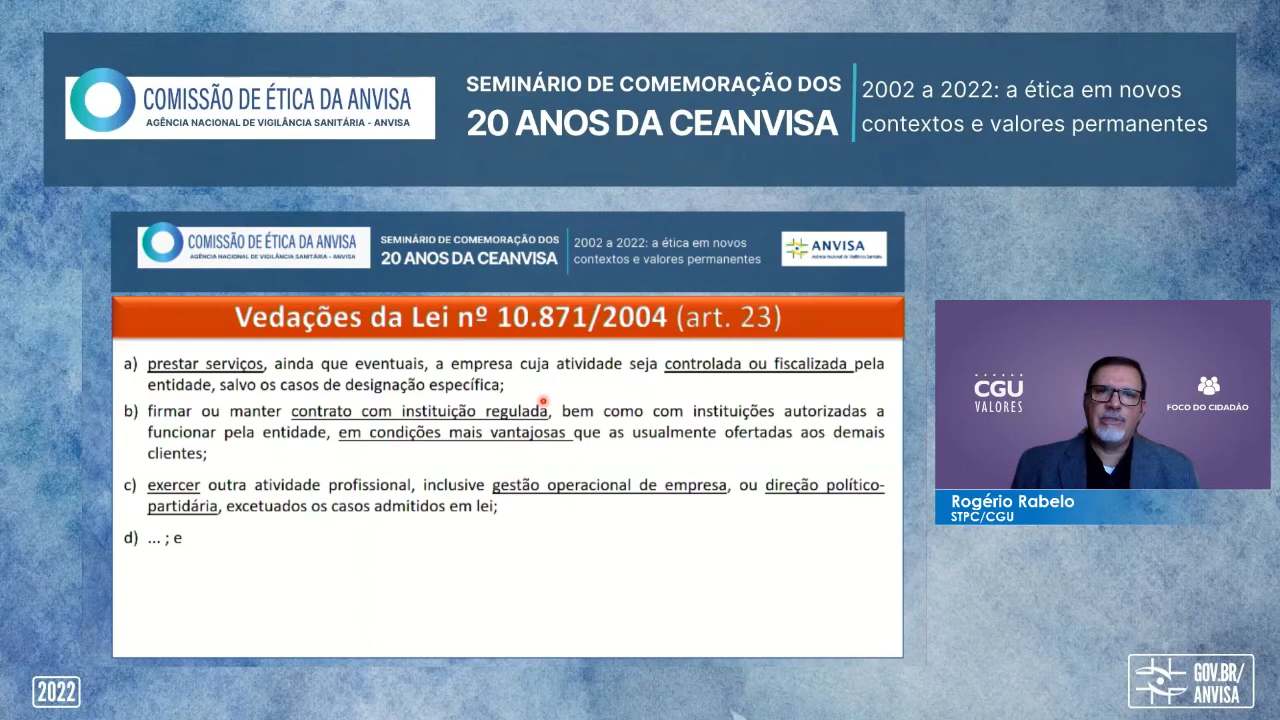 COMISSÃO DE ÉTICA DA ANVISA
AGÊNCIA NACIONAL DE VIGILÂNCIA SANITÁRIA - ANVISA
SEMINÁRIO DE COMEMORAÇÃO DOS
20 ANOS DA CEANVISA
2002 a 2022: a ética em novos
contextos e valores permanentes
COMISSÃO DE ÉTICA DA ANVISA
AGÊNCIA NACIONAL DE VIGILÂNCIA SANITÁRIA - ANVISA
SEMINÁRIO DE COMEMORAÇÃO DOS
20 ANOS DA CEANVISA
2002 a 2022: a ética em novos
contextos e valores permanentes
ANVISA
Agência Nacional de Vigilância Sanitária
Vedações da Lei nº 10.871/2004 (art. 23)
a) prestar serviços, ainda que eventuais, a empresa cuja atividade seja controlada ou fiscalizada pela
entidade, salvo os casos de designação específica;
b) firmar ou manter contrato com instituição regulada, bem como com instituições autorizadas a
funcionar pela entidade, em condições mais vantajosas que as usualmente ofertadas aos demais
clientes;
c) exercer outra atividade profissional, inclusive gestão operacional de empresa, ou direção político-
partidária, excetuados os casos admitidos em lei;
d) ... ; e
CGU
VALORES
FOCO DO CIDADÃO
Rogério Rabelo
STPC/CGU
2022
GOV.BR/
ANVISA